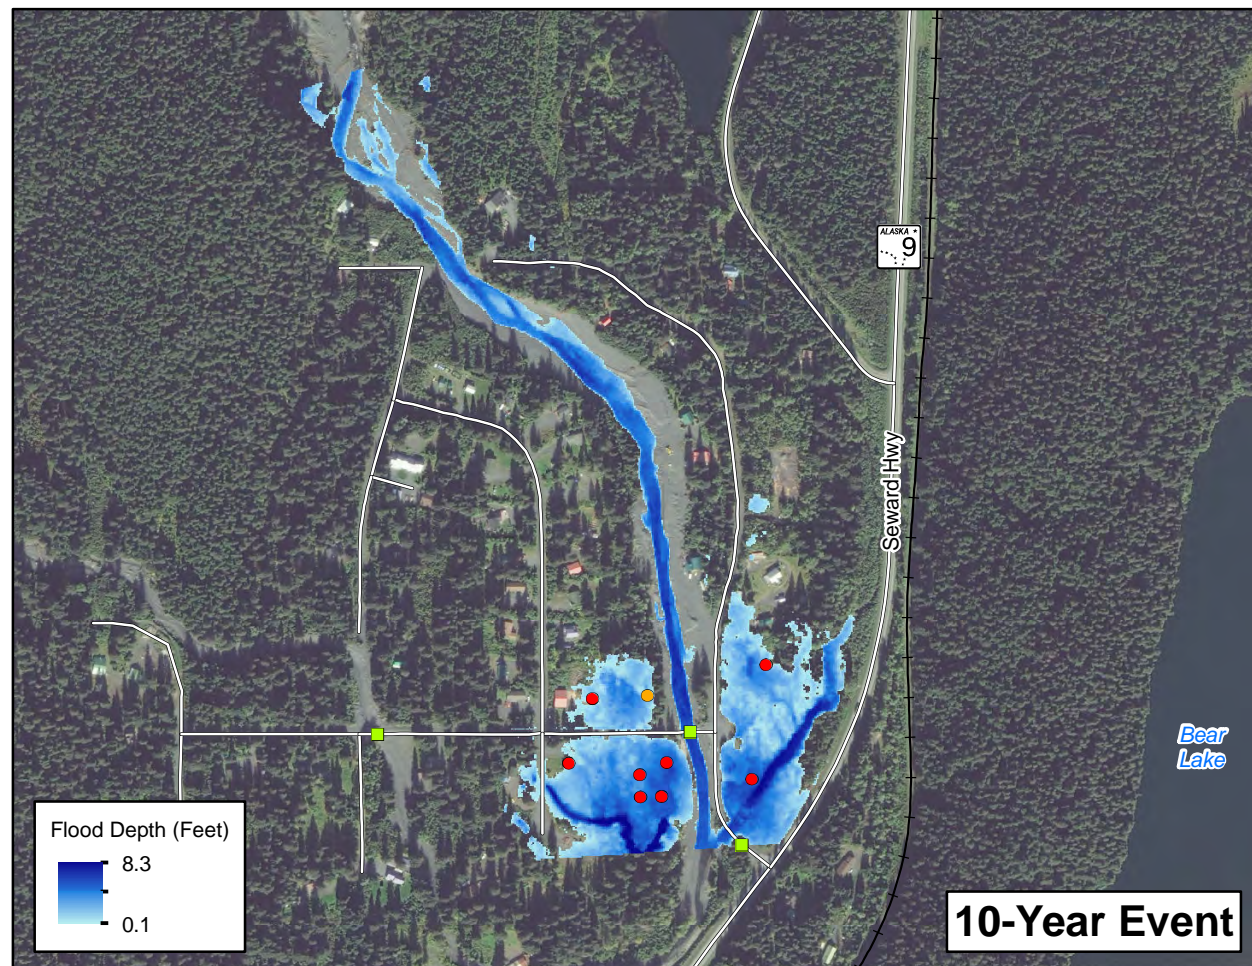 ALASKA
9
Seward Hwy
Bear
Lake
Flood Depth (Feet)
8.3
0.1
10-Year Event